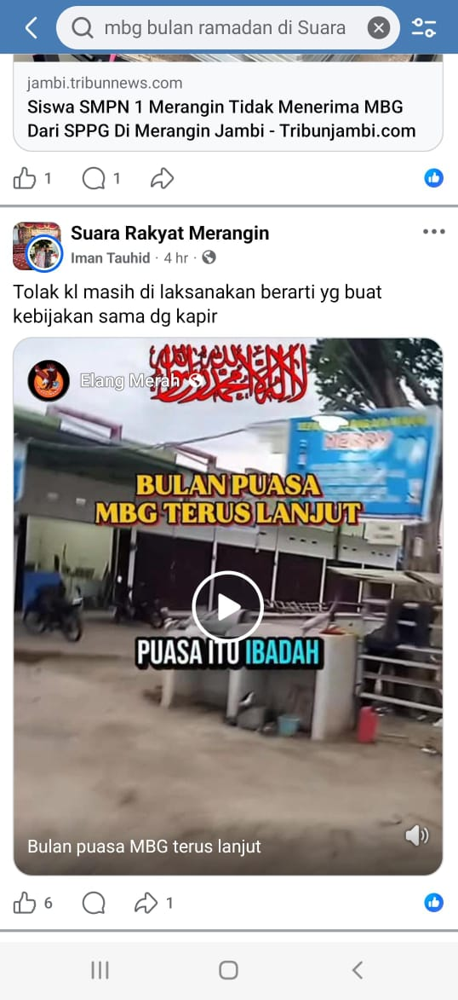 mbg bulan ramadan di Suara
jambi.tribunnews.com
Siswa SMPN 1 Merangin Tidak Menerima MBG
Dari SPPG Di Merangin Jambi - Tribunjambi.com
1 1
Suara Rakyat Merangin
Iman Tauhid · 4 hr ·
Tolak kl masih di laksanakan berarti yg buat
kebijakan sama dg kapir
Elang Merah
BULAN PUASA
MBG TERUS LANJUT
PUASA ITU IBADAH
Bulan puasa MBG terus lanjut
6 1